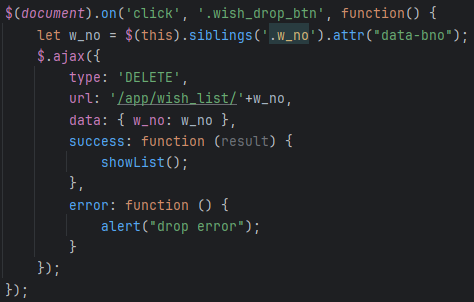 $(document).on('click', '.wish_drop_btn', function() {
    let w_no = $(this).siblings('.w_no').attr("data-bno");
    $.ajax({
        type: 'DELETE',
        url: '/app/wish_list/'+w_no,
        data: { w_no: w_no },
        success: function (result) {
            showList();
        },
        error: function () {
            alert("drop error");
        }
    });
});